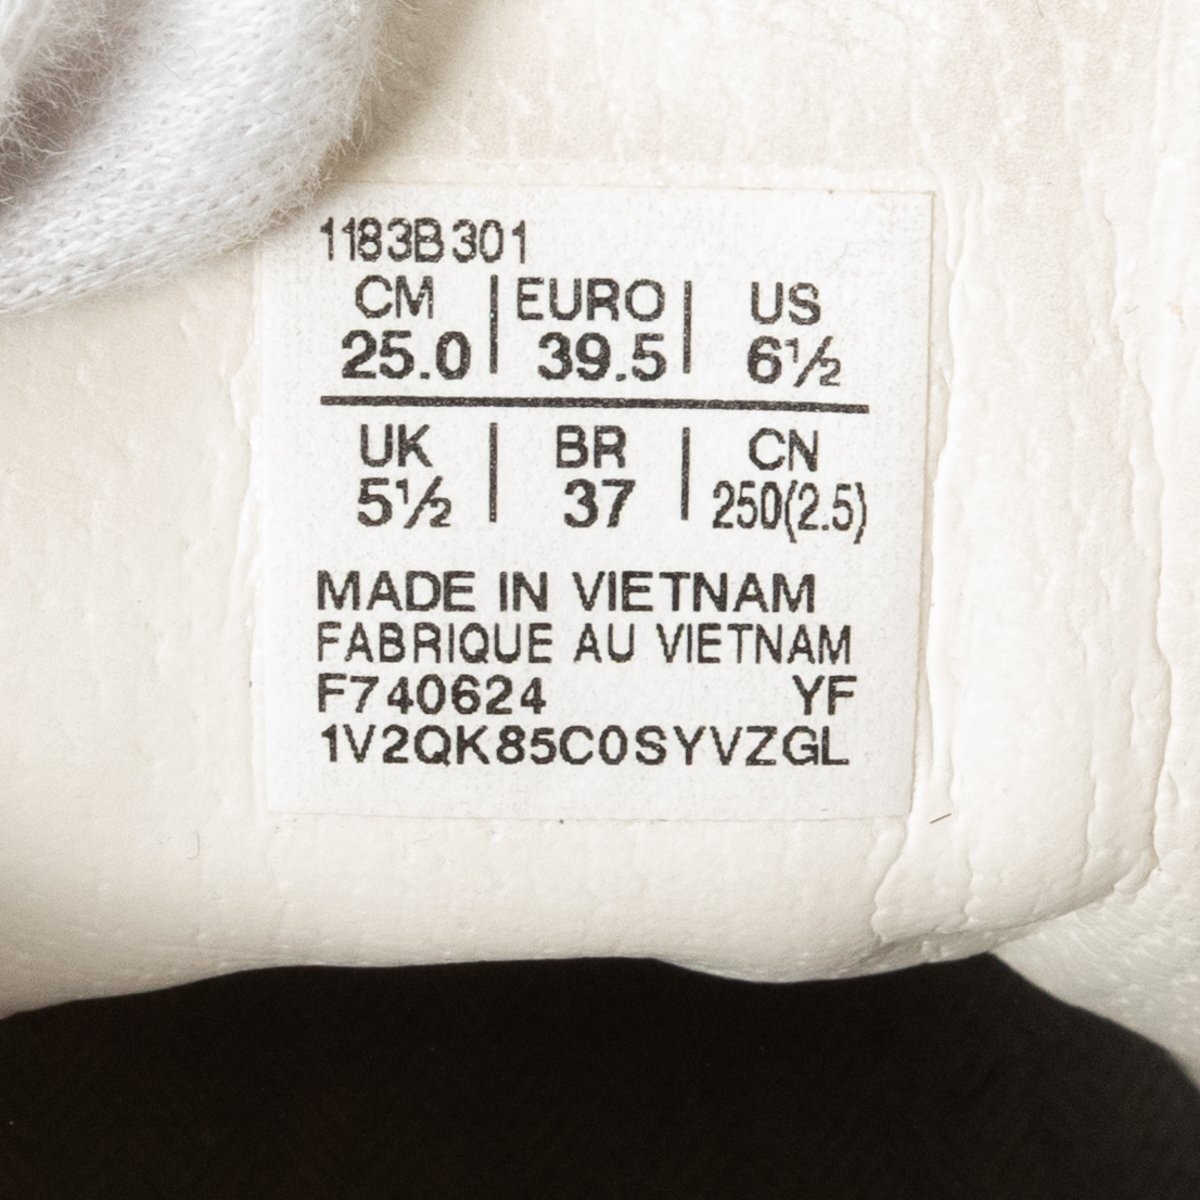 1183B301
CM | EURO | US
25.0 | 39.5 | 6½
UK | BR | CN
5½ | 37 | 250(2.5)
MADE IN VIETNAM
FABRIQUE AU VIETNAM
F740624 YF
1V2QK85C0SYVZGL